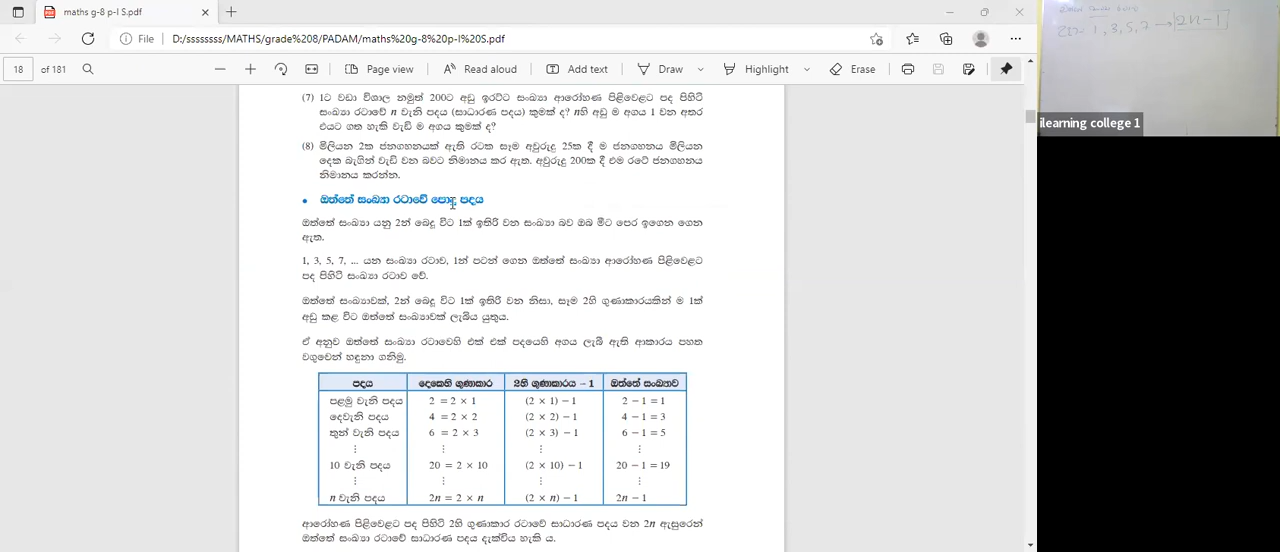 maths g-8 p-I S.pdf
File
D:/ssssssss/MATHS/grade%208/PADAM/maths%20g-8%20p-I%20S.pdf
18 of 181
Page view
Read aloud
Add text
Draw
Highlight
Erase
(7) 1ට වඩා විශාල නමුත් 200ට අඩු ඉරට්ට සංඛ්‍යා ආරෝහණ පිළිවෙළට පද පිහිටි
සංඛ්‍යා රටාවේ n වැනි පදය (සාධාරණ පදය) කුමක් ද? nහි අඩු ම අගය 1 වන අතර
එයට ගත හැකි වැඩි ම අගය කුමක් ද?
(8) මිලියන 2ක ජනගහනයක් ඇති රටක සෑම අවුරුදු 25ක දී ම ජනගහනය මිලියන
දෙක බැගින් වැඩි වන බවට නිමානය කර ඇත. අවුරුදු 200ක දී එම රටේ ජනගහනය
නිමානය කරන්න.
• ඔත්තේ සංඛ්‍යා රටාවේ පොදු පදය
ඔත්තේ සංඛ්‍යා යනු 2න් බෙදූ විට 1ක් ඉතිරි වන සංඛ්‍යා බව ඔබ මීට පෙර ඉගෙන ගෙන
ඇත.
1, 3, 5, 7, ... යන සංඛ්‍යා රටාව, 1න් පටන් ගෙන ඔත්තේ සංඛ්‍යා ආරෝහණ පිළිවෙළට
පද පිහිටි සංඛ්‍යා රටාව වේ.
ඔත්තේ සංඛ්‍යාවක්, 2න් බෙදූ විට 1ක් ඉතිරි වන නිසා, සෑම 2හි ගුණාකාරයකින් ම 1ක්
අඩු කළ විට ඔත්තේ සංඛ්‍යාවක් ලැබිය යුතුය.
ඒ අනුව ඔත්තේ සංඛ්‍යා රටාවෙහි එක් එක් පදයෙහි අගය ලැබී ඇති ආකාරය පහත
වගුවෙන් හඳුනා ගනිමු.
පදය දෙකෙහි ගුණාකාර 2හි ගුණාකාරය – 1 ඔත්තේ සංඛ්‍යාව
පළමු වැනි පදය 2 = 2 × 1 (2 × 1) – 1 2 – 1 = 1
දෙවැනි පදය 4 = 2 × 2 (2 × 2) – 1 4 – 1 = 3
තුන් වැනි පදය 6 = 2 × 3 (2 × 3) – 1 6 – 1 = 5
⋮ ⋮ ⋮ ⋮
10 වැනි පදය 20 = 2 × 10 (2 × 10) – 1 20 – 1 = 19
⋮ ⋮ ⋮ ⋮
n වැනි පදය 2n = 2 × n (2 × n) – 1 2n – 1
ආරෝහණ පිළිවෙළට පද පිහිටි 2හි ගුණාකාර රටාවේ සාධාරණ පදය වන 2n ඇසුරෙන්
ඔත්තේ සංඛ්‍යා රටාවේ සාධාරණ පදය දැක්විය හැකි ය.
1, 3, 5, 7 → 2n – 1
ilearning college 1